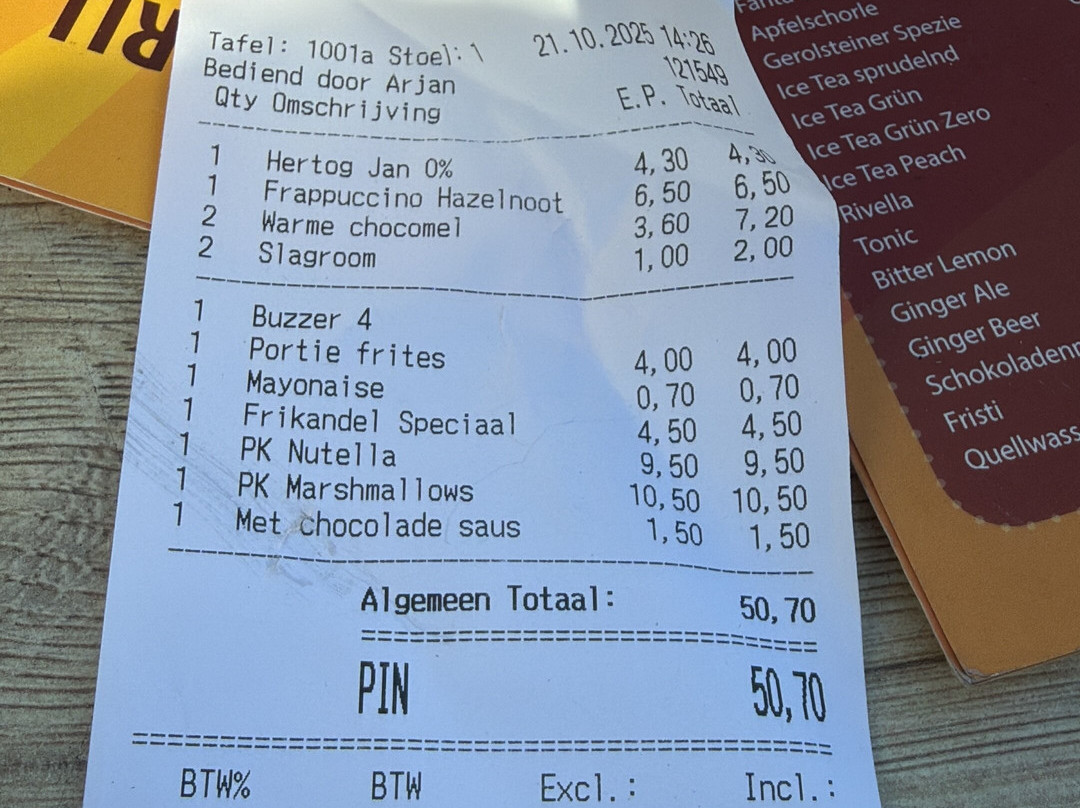 RIJ
Tafel: 1001a Stoel: 1 21.10.2025 14:26
Bediend door Arjan 121549
Qty Omschrijving E.P. Totaal
1 Hertog Jan 0% 4,30 4,30
1 Frappuccino Hazelnoot 6,50 6,50
2 Warme chocomel 3,60 7,20
2 Slagroom 1,00 2,00
1 Buzzer 4
1 Portie frites 4,00 4,00
1 Mayonaise 0,70 0,70
1 Frikandel Speciaal 4,50 4,50
1 PK Nutella 9,50 9,50
1 PK Marshmallows 10,50 10,50
1 Met chocolade saus 1,50 1,50
Algemeen Totaal: 50,70
PIN 50,70
BTW% BTW Excl.: Incl.:
Apfelschorle
Gerolsteiner Spezie
Ice Tea sprudelnd
Ice Tea Grün
Ice Tea Grün Zero
Ice Tea Peach
Rivella
Tonic
Bitter Lemon
Ginger Ale
Ginger Beer
Schokoladenm
Fristi
Quellwass